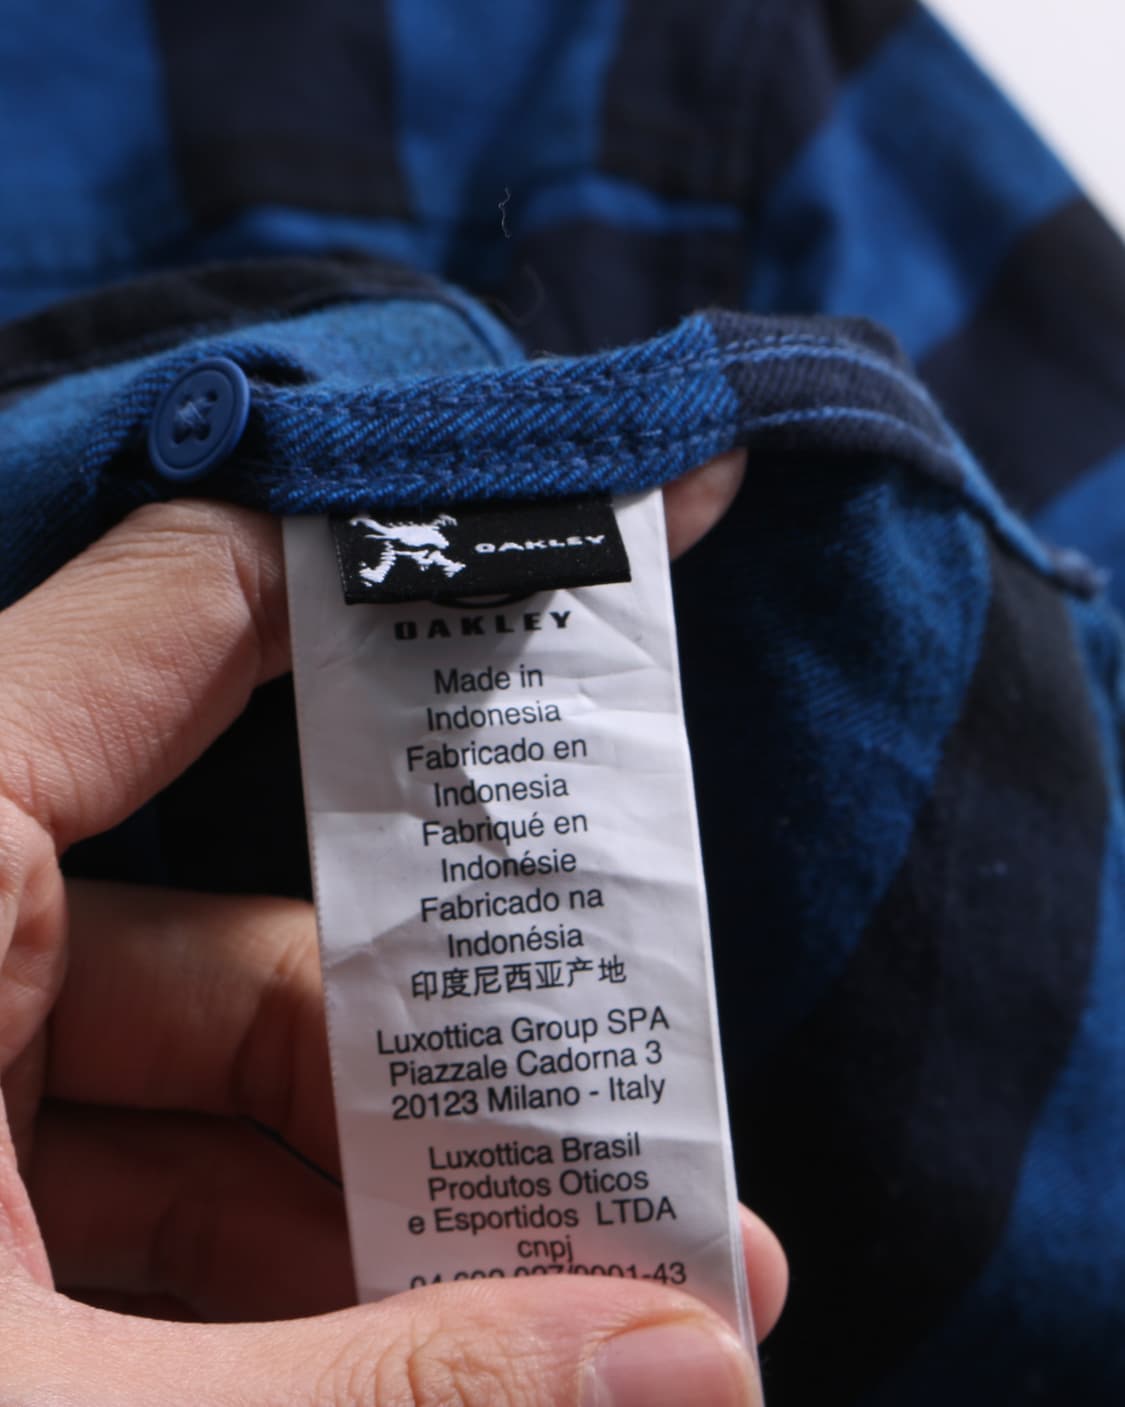 OAKLEY
OAKLEY
Made in
Indonesia
Fabricado en
Indonesia
Fabriqué en
Indonésie
Fabricado na
Indonésia
印度尼西亚产地
Luxottica Group SPA
Piazzale Cadorna 3
20123 Milano - Italy
Luxottica Brasil
Produtos Oticos
e Esportidos LTDA
cnpj